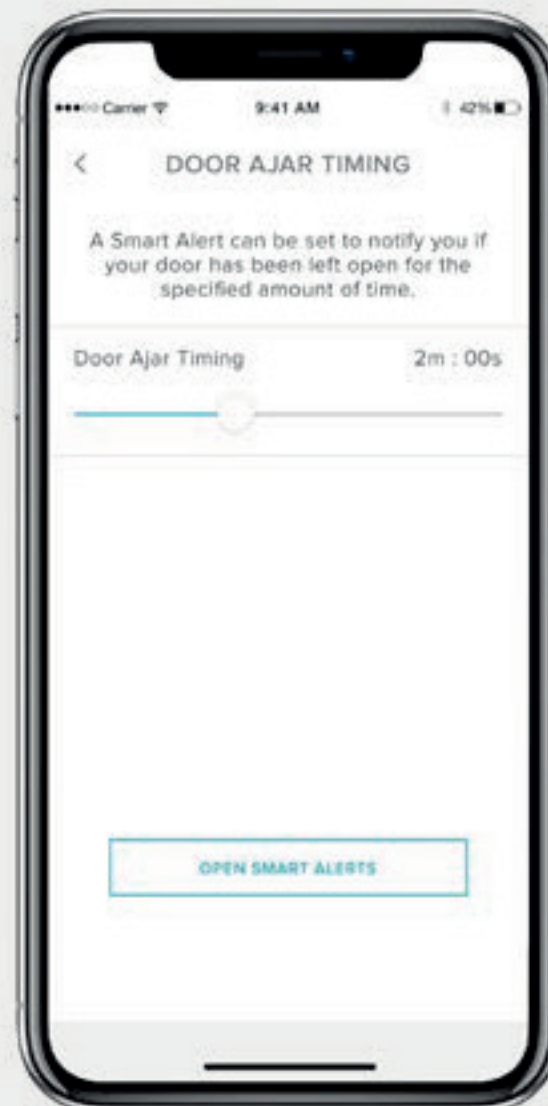 Carrier 9:41 AM 42%
DOOR AJAR TIMING
A Smart Alert can be set to notify you if
your door has been left open for the
specified amount of time.
Door Ajar Timing 2m : 00s
OPEN SMART ALERTS